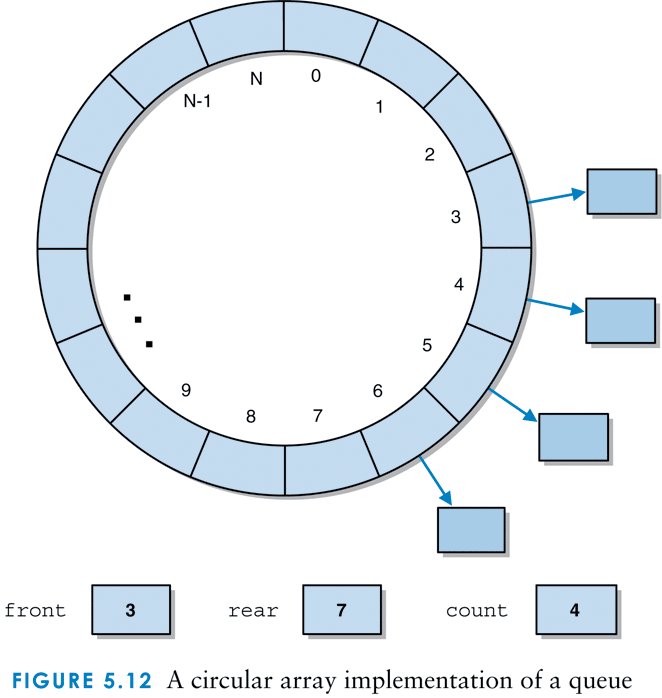 N
0
N-1
1
2
3
4
5
9
6
8
7
front 3 rear 7 count 4
FIGURE 5.12 A circular array implementation of a queue